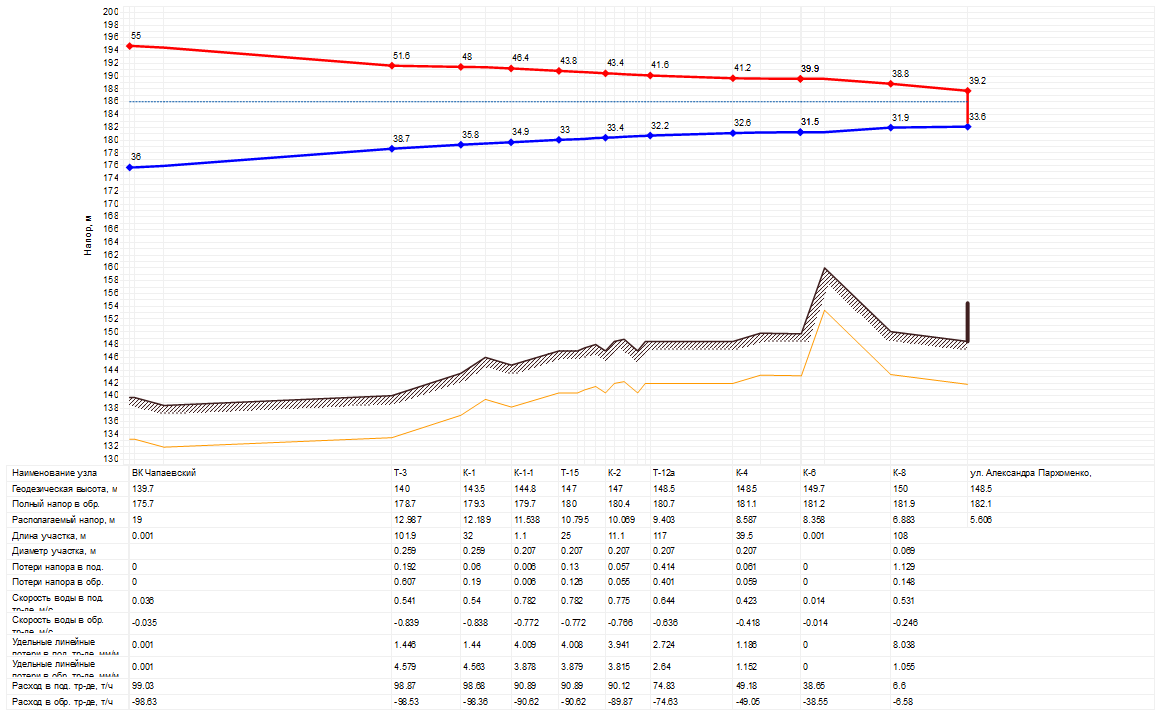 200
198
196
194
192
190
188
186
184
182
180
178
176
174
172
170
168
166
164
162
160
158
156
154
152
150
148
146
144
142
140
138
136
134
132
130
Напор, м
55 51.6 48 46.4 43.8 43.4 41.6 41.2 39.9 38.8 39.2
36 38.7 35.8 34.9 33 33.4 32.2 32.6 31.5 31.9 33.6
Наименование узла ВК Чапаевский Т-3 К-1 К-1-1 Т-15 К-2 Т-12а К-4 К-6 К-8 ул. Александра Пархоменко,
Геодезическая высота, м 139.7 140 143.5 144.8 147 147 148.5 148.5 149.7 150 148.5
Полный напор в обр. 175.7 178.7 179.3 179.7 180 180.4 180.7 181.1 181.2 181.9 182.1
Располагаемый напор, м 19 12.987 12.189 11.538 10.795 10.069 9.403 8.587 8.358 6.883 5.606
Длина участка, м 0.001 101.9 32 1.1 25 11.1 117 39.5 0.001 108
Диаметр участка, м 0.259 0.259 0.207 0.207 0.207 0.207 0.207 0.069
Потери напора в под. 0 0.192 0.06 0.006 0.13 0.057 0.414 0.061 0 1.129
Потери напора в обр. 0 0.607 0.19 0.006 0.126 0.055 0.401 0.059 0 0.148
Скорость воды в под. тр-де, м/с 0.036 0.541 0.54 0.782 0.782 0.775 0.644 0.423 0.014 0.531
Скорость воды в обр. тр-де, м/с -0.035 -0.839 -0.838 -0.772 -0.772 -0.766 -0.636 -0.418 -0.014 -0.246
Удельные линейные потери в под. тр-де, мм/м 0.001 1.446 1.44 4.009 4.008 3.941 2.724 1.186 0 8.038
Удельные линейные потери в обр. тр-де, мм/м 0.001 4.579 4.563 3.878 3.879 3.815 2.64 1.152 0 1.055
Расход в под. тр-де, т/ч 99.03 98.87 98.68 90.89 90.89 90.12 74.83 49.18 38.65 6.6
Расход в обр. тр-де, т/ч -98.63 -98.53 -98.36 -90.62 -90.62 -89.87 -74.63 -49.05 -38.55 -6.58